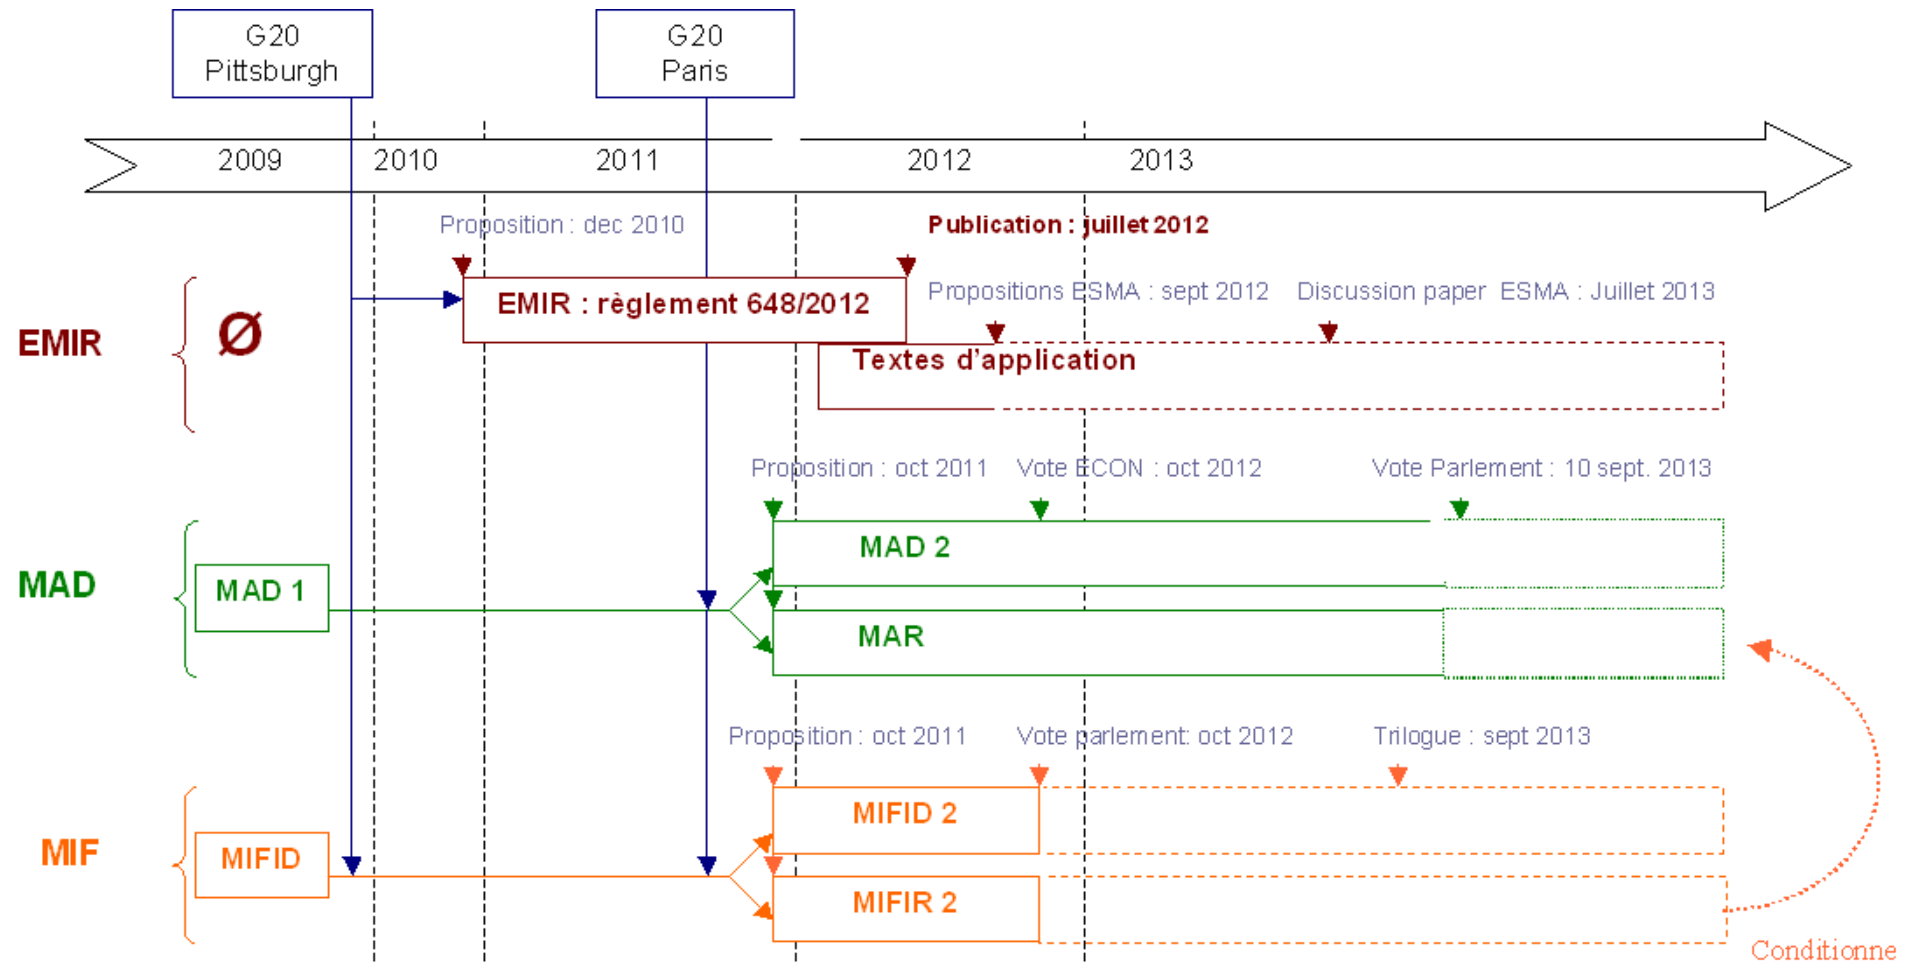 G20
Pittsburgh
G20
Paris
2009
2010
2011
2012
2013
Proposition : dec 2010
Publication : juillet 2012
EMIR : règlement 648/2012
Propositions ESMA : sept 2012
Discussion paper ESMA : Juillet 2013
EMIR
Ø
Textes d'application
Proposition : oct 2011
Vote ECON : oct 2012
Vote Parlement : 10 sept. 2013
MAD
MAD 1
MAD 2
MAR
Proposition : oct 2011
Vote parlement: oct 2012
Trilogue : sept 2013
MIF
MIFID
MIFID 2
MIFIR 2
Conditionne